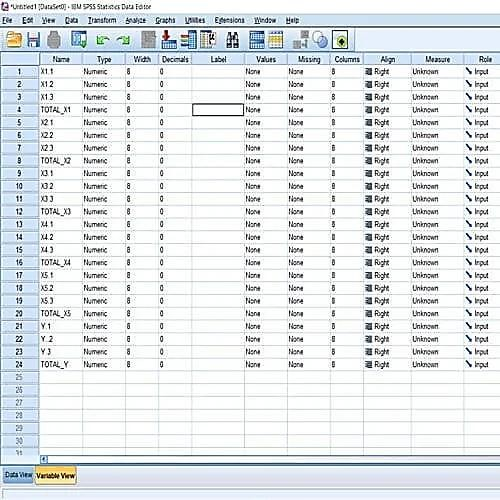 *Untitled1 [DataSet0] - IBM SPSS Statistics Data Editor
File Edit View Data Transform Analyze Graphs Utilities Extensions Window Help
Name Type Width Decimals Label Values Missing Columns Align Measure Role
1 X1.1 Numeric 8 0 None None 8 Right Unknown Input
2 X1.2 Numeric 8 0 None None 8 Right Unknown Input
3 X1.3 Numeric 8 0 None None 8 Right Unknown Input
4 TOTAL_X1 Numeric 8 0 None None 8 Right Unknown Input
5 X2.1 Numeric 8 0 None None 8 Right Unknown Input
6 X2.2 Numeric 8 0 None None 8 Right Unknown Input
7 X2.3 Numeric 8 0 None None 8 Right Unknown Input
8 TOTAL_X2 Numeric 8 0 None None 8 Right Unknown Input
9 X3.1 Numeric 8 0 None None 8 Right Unknown Input
10 X3.2 Numeric 8 0 None None 8 Right Unknown Input
11 X3.3 Numeric 8 0 None None 8 Right Unknown Input
12 TOTAL_X3 Numeric 8 0 None None 8 Right Unknown Input
13 X4.1 Numeric 8 0 None None 8 Right Unknown Input
14 X4.2 Numeric 8 0 None None 8 Right Unknown Input
15 X4.3 Numeric 8 0 None None 8 Right Unknown Input
16 TOTAL_X4 Numeric 8 0 None None 8 Right Unknown Input
17 X5.1 Numeric 8 0 None None 8 Right Unknown Input
18 X5.2 Numeric 8 0 None None 8 Right Unknown Input
19 X5.3 Numeric 8 0 None None 8 Right Unknown Input
20 TOTAL_X5 Numeric 8 0 None None 8 Right Unknown Input
21 Y.1 Numeric 8 0 None None 8 Right Unknown Input
22 Y..2 Numeric 8 0 None None 8 Right Unknown Input
23 Y.3 Numeric 8 0 None None 8 Right Unknown Input
24 TOTAL_Y Numeric 8 0 None None 8 Right Unknown Input
25
26
27
28
29
30
31
Data View Variable View